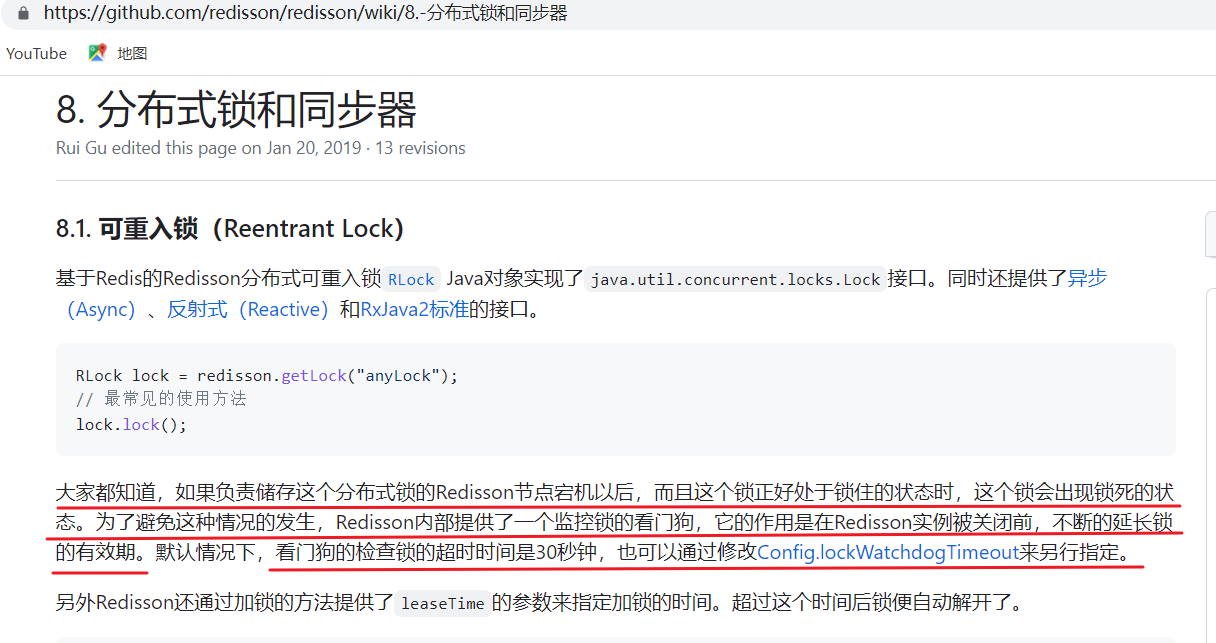 https://github.com/redisson/redisson/wiki/8.-分布式锁和同步器
YouTube 地图
8. 分布式锁和同步器
Rui Gu edited this page on Jan 20, 2019 · 13 revisions
8.1. 可重入锁（Reentrant Lock）
基于Redis的Redisson分布式可重入锁 RLock Java对象实现了 java.util.concurrent.locks.Lock 接口。同时还提供了异步
（Async）、反射式（Reactive）和RxJava2标准的接口。
RLock lock = redisson.getLock("anyLock");
// 最常见的使用方法
lock.lock();
大家都知道，如果负责储存这个分布式锁的Redisson节点宕机以后，而且这个锁正好处于锁住的状态时，这个锁会出现锁死的状
态。为了避免这种情况的发生，Redisson内部提供了一个监控锁的看门狗，它的作用是在Redisson实例被关闭前，不断的延长锁
的有效期。默认情况下，看门狗的检查锁的超时时间是30秒钟，也可以通过修改Config.lockWatchdogTimeout来另行指定。
另外Redisson还通过加锁的方法提供了 leaseTime 的参数来指定加锁的时间。超过这个时间后锁便自动解开了。